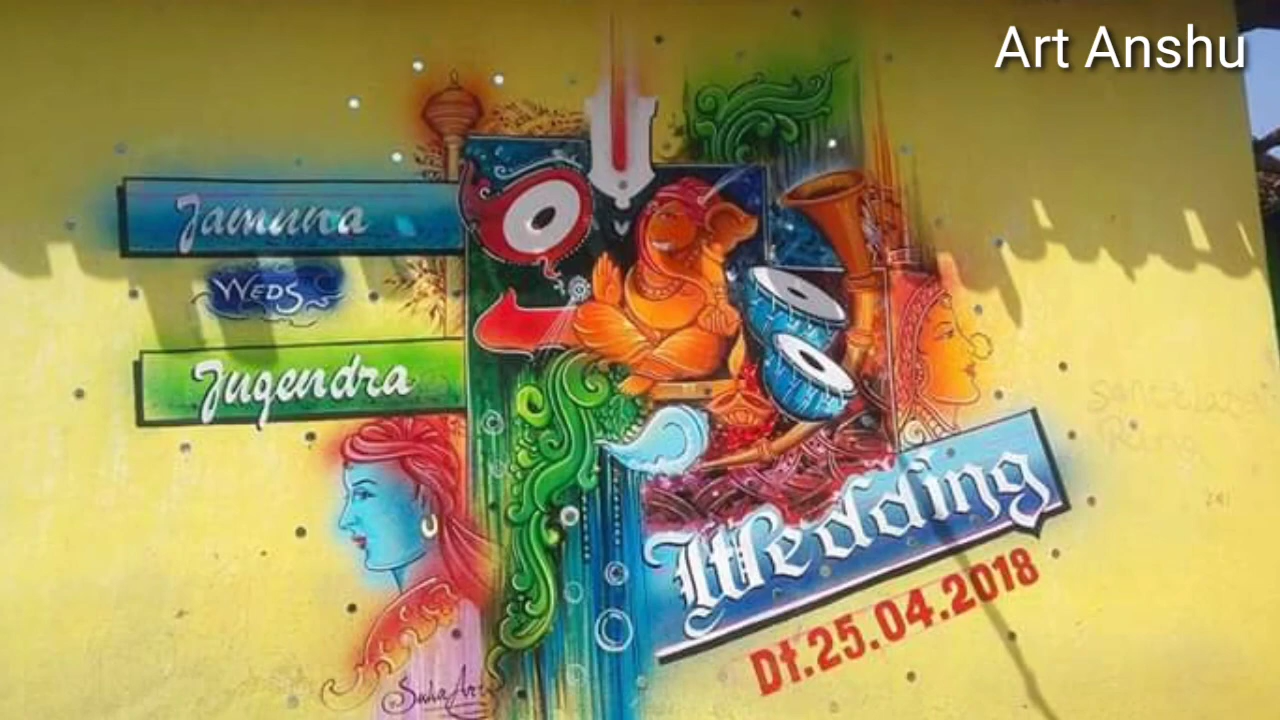 Art Anshu
Jamuna
WEDS
Jugendra
Wedding
Dt.25.04.2018